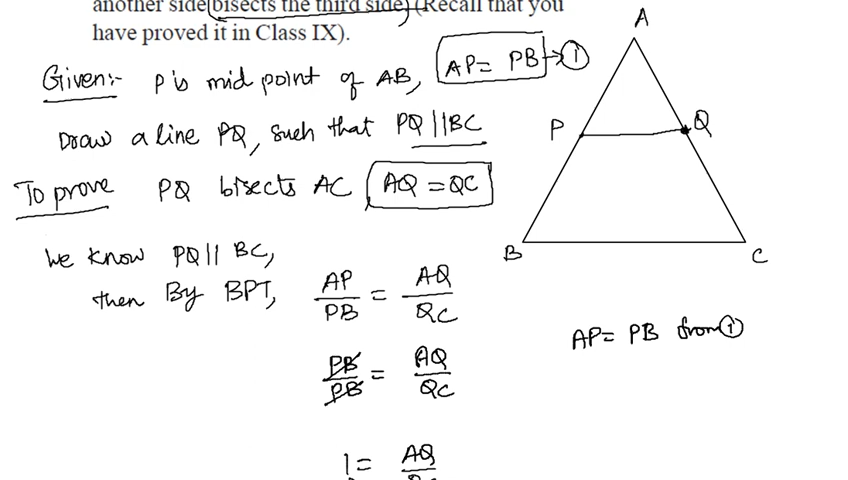 another side bisects the third side. (Recall that you
have proved it in Class IX).
Given:- P is mid point of AB, AP = PB → ①
Draw a line PQ, such that PQ || BC
To prove PQ bisects AC AQ = QC
We know PQ || BC,
then By BPT, AP/PB = AQ/QC
PB/PB = AQ/QC
1 = AQ/QC
A
P Q
B C
AP = PB from ①